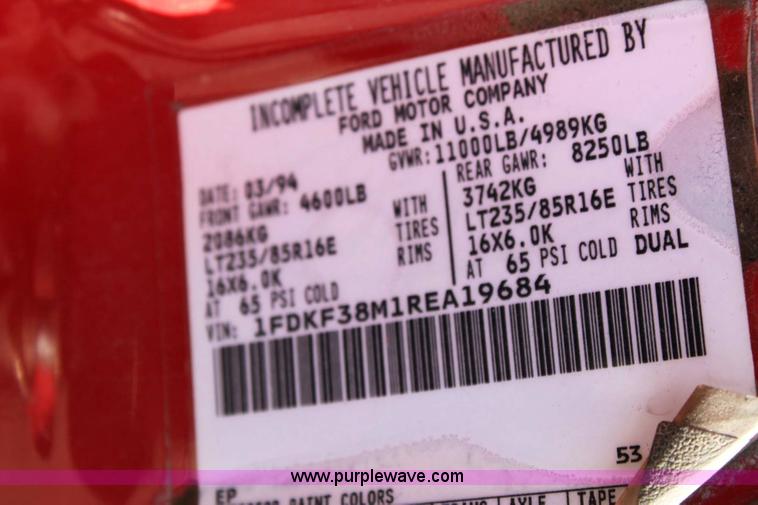 INCOMPLETE VEHICLE MANUFACTURED BY
FORD MOTOR COMPANY
MADE IN U.S.A.
GVWR:11000LB/4989KG
DATE: 03/94
FRONT GAWR: 4600LB
2086KG WITH
LT235/85R16E TIRES
16X6.0K RIMS
AT 65 PSI COLD
REAR GAWR: 8250LB
3742KG WITH
LT235/85R16E TIRES
16X6.0K RIMS
AT 65 PSI COLD DUAL
VIN: 1FDKF38M1REA19684
53
www.purplewave.com
EP
PAINT COLORS
AXLE TAPE